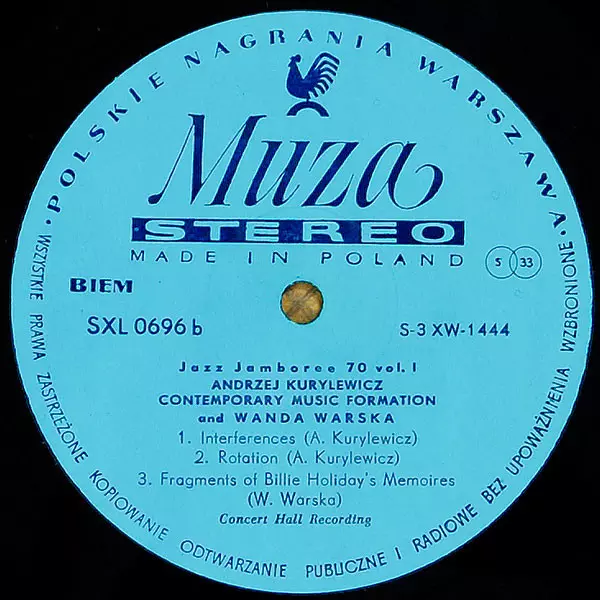 • POLSKIE NAGRANIA WARSZAWA •
Muza
STEREO
MADE IN POLAND
S 33
BIEM
SXL 0696 b
S-3 XW-1444
Jazz Jamboree 70 vol. I
ANDRZEJ KURYLEWICZ
CONTEMPORARY MUSIC FORMATION
and WANDA WARSKA
1. Interferences (A. Kurylewicz)
2. Rotation (A. Kurylewicz)
3. Fragments of Billie Holiday's Memoires
(W. Warska)
Concert Hall Recording
WSZYSTKIE PRAWA ZASTRZEŻONE KOPIOWANIE ODTWARZANIE PUBLICZNE I RADIOWE BEZ UPOWAŻNIENIA WZBRONIONE